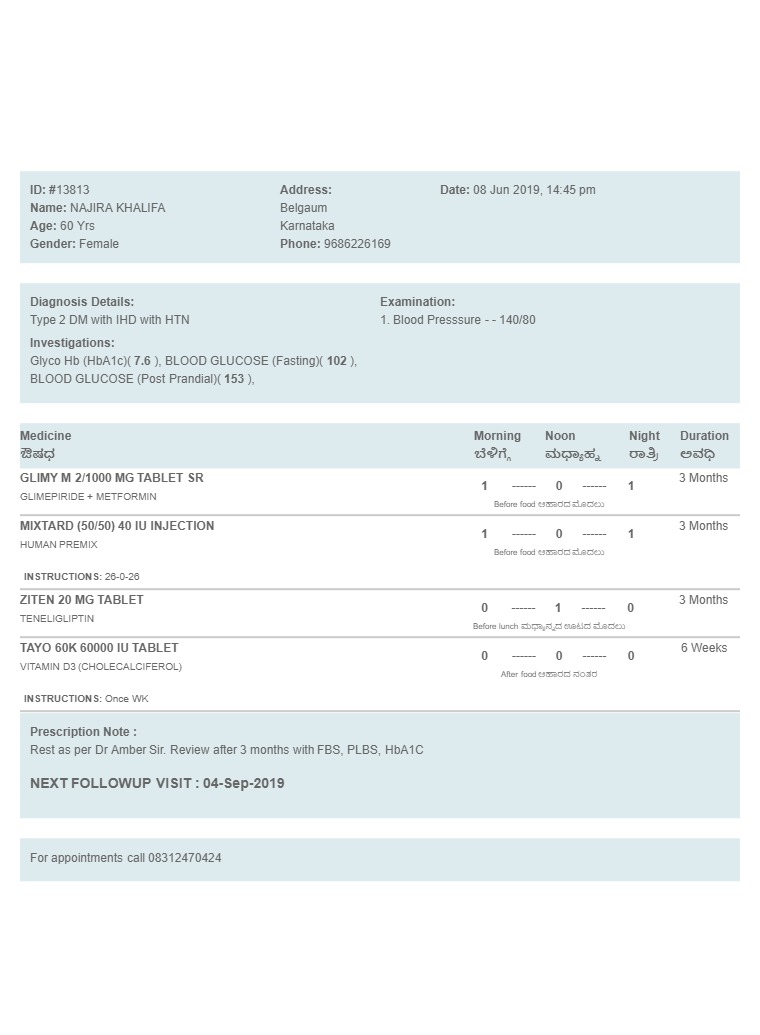 ID: #13813
Name: NAJIRA KHALIFA
Age: 60 Yrs
Gender: Female
Address:
Belgaum
Karnataka
Phone: 9686226169
Date: 08 Jun 2019, 14:45 pm
Diagnosis Details:
Type 2 DM with IHD with HTN
Examination:
1. Blood Presssure - - 140/80
Investigations:
Glyco Hb (HbA1c)( 7.6 ), BLOOD GLUCOSE (Fasting)( 102 ),
BLOOD GLUCOSE (Post Prandial)( 153 ),
Medicine Morning Noon Night Duration
ಔಷಧ ಬೆಳಿಗ್ಗೆ ಮಧ್ಯಾಹ್ನ ರಾತ್ರಿ ಅವಧಿ
GLIMY M 2/1000 MG TABLET SR
GLIMEPIRIDE + METFORMIN
1 ------ 0 ------ 1 3 Months
Before food ಆಹಾರದ ಮೊದಲು
MIXTARD (50/50) 40 IU INJECTION
HUMAN PREMIX
1 ------ 0 ------ 1 3 Months
Before food ಆಹಾರದ ಮೊದಲು
INSTRUCTIONS: 26-0-26
ZITEN 20 MG TABLET
TENELIGLIPTIN
0 ------ 1 ------ 0 3 Months
Before lunch ಮಧ್ಯಾನ್ನದ ಊಟದ ಮೊದಲು
TAYO 60K 60000 IU TABLET
VITAMIN D3 (CHOLECALCIFEROL)
0 ------ 0 ------ 0 6 Weeks
After food ಆಹಾರದ ನಂತರ
INSTRUCTIONS: Once WK
Prescription Note :
Rest as per Dr Amber Sir. Review after 3 months with FBS, PLBS, HbA1C
NEXT FOLLOWUP VISIT : 04-Sep-2019
For appointments call 08312470424